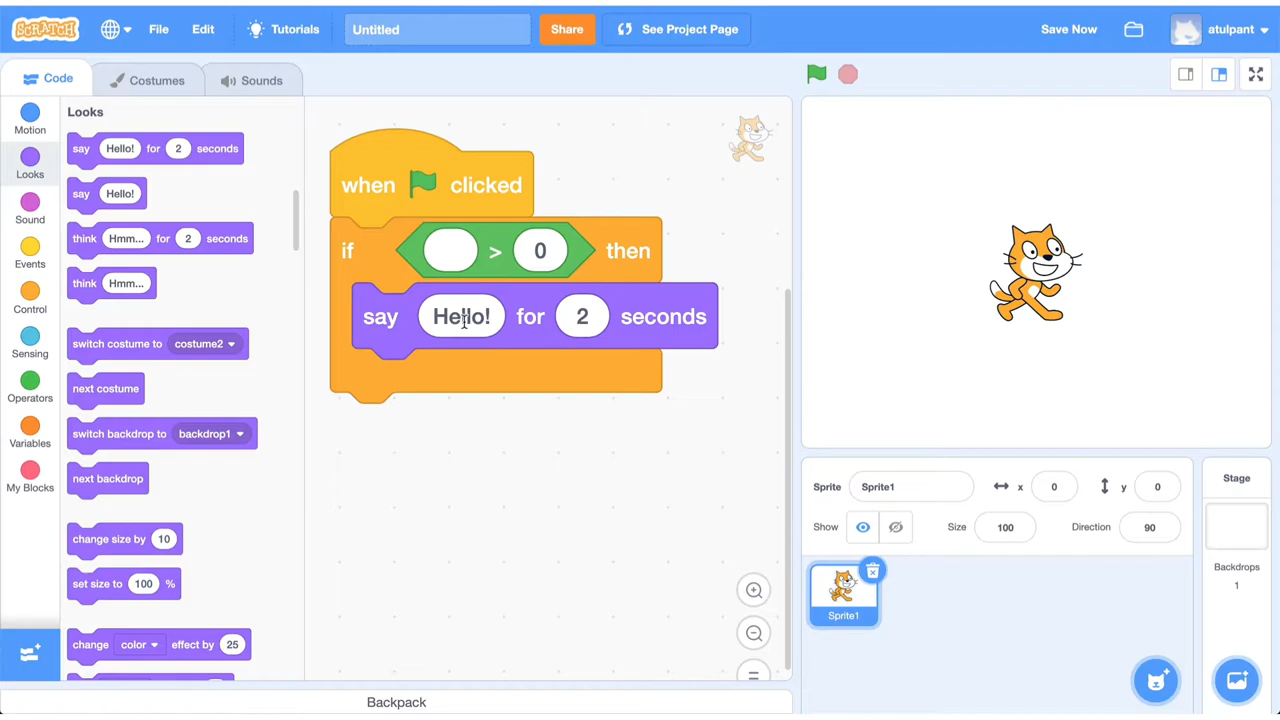 SCRATCH File Edit Tutorials Untitled Share See Project Page Save Now atulpant
Code Costumes Sounds
Motion
Looks
Sound
Events
Control
Sensing
Operators
Variables
My Blocks
Looks
say Hello! for 2 seconds
say Hello!
think Hmm... for 2 seconds
think Hmm...
switch costume to costume2
next costume
switch backdrop to backdrop1
next backdrop
change size by 10
set size to 100 %
change color effect by 25
when clicked
if > 0 then
say Hello! for 2 seconds
Sprite Sprite1 x 0 y 0
Show Size 100 Direction 90
Sprite1
Stage
Backdrops
1
Backpack